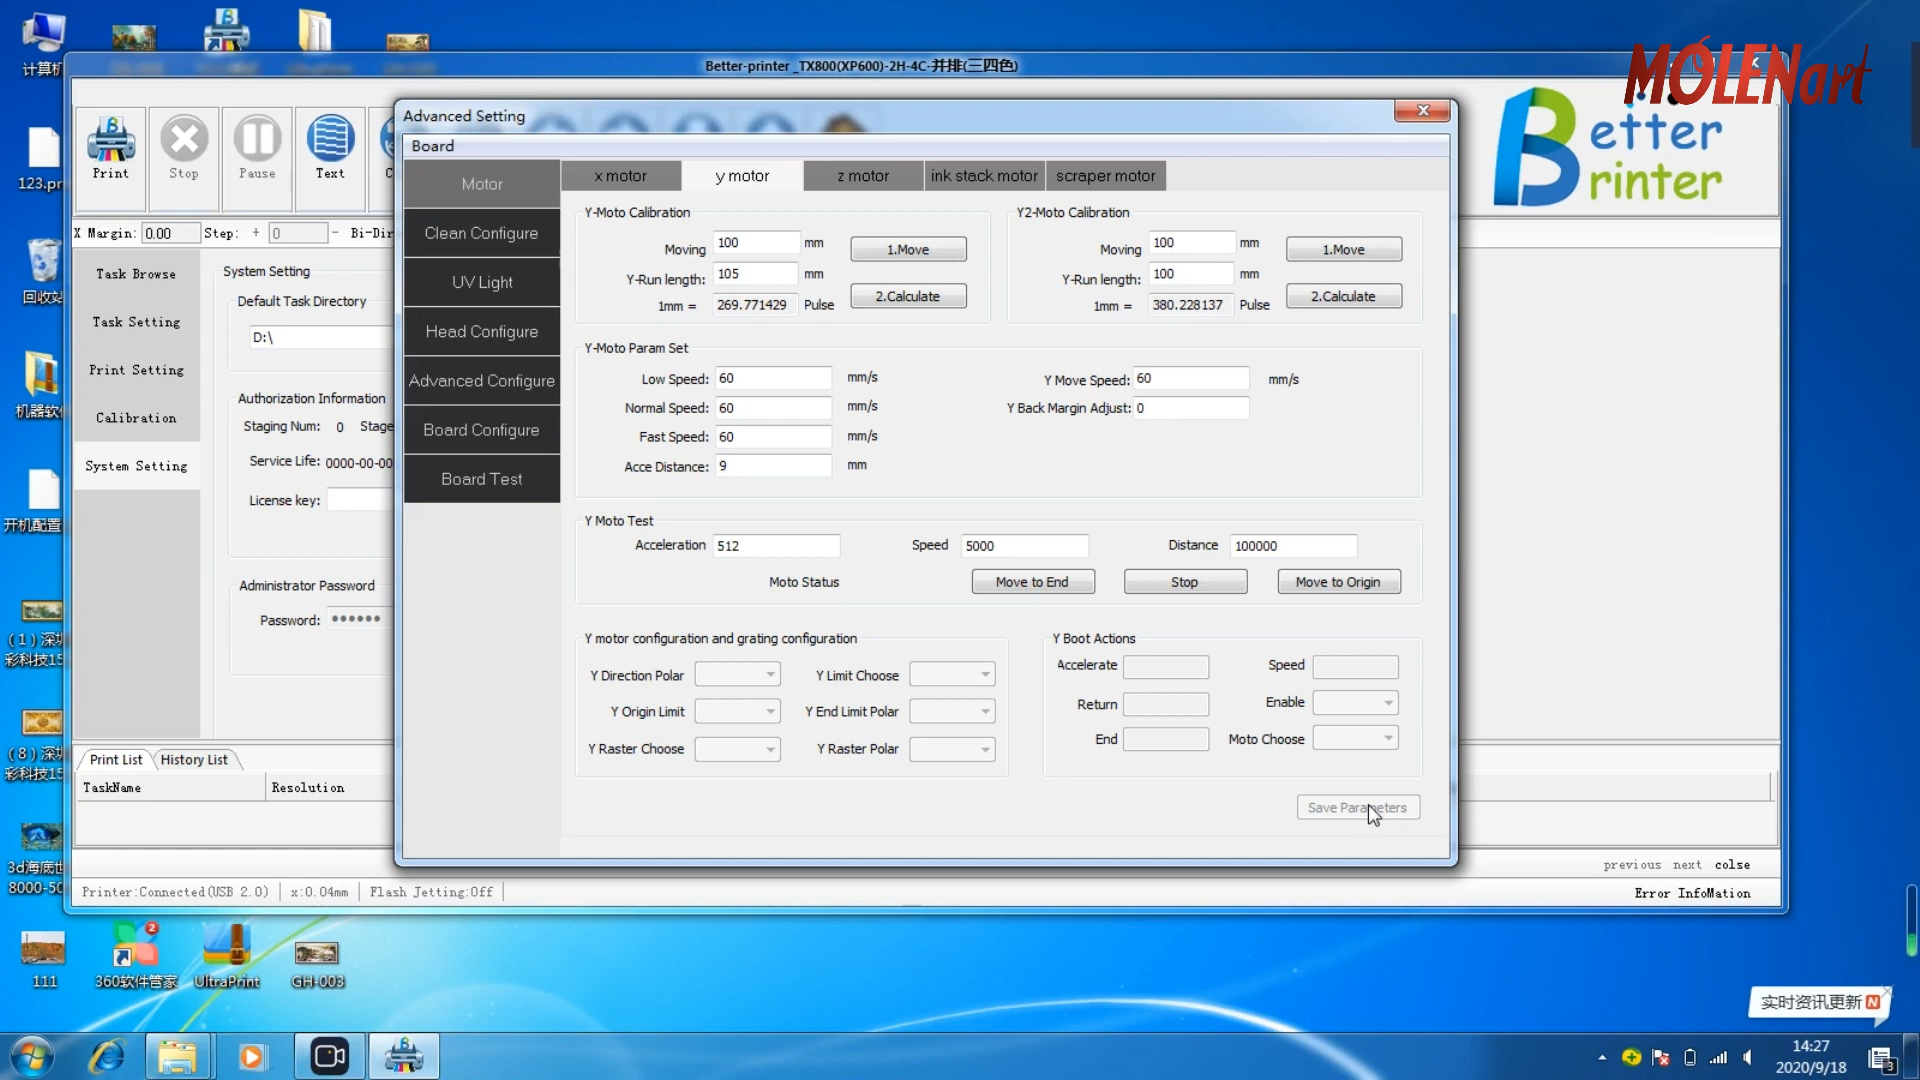 计算机
Better-printer _TX800(XP600)-2H-4C-并排(三四色)
MOLENart
Better
Printer
Print
Stop
Pause
Text
Advanced Setting
Board
Motor
Clean Configure
UV Light
Head Configure
Advanced Configure
Board Configure
Board Test
x motor
y motor
z motor
ink stack motor
scraper motor
X Margin: 0.00 Step: + 0 - Bi-Dir
Task Browse
Task Setting
Print Setting
Calibration
System Setting
System Setting
Default Task Directory
D:\
Authorization Information
Staging Num: 0 Stage
Service Life: 0000-00-00
License key:
Administrator Password
Password: ••••••
Y-Moto Calibration
Moving 100 mm 1.Move
Y-Run length: 105 mm
1mm = 269.771429 Pulse 2.Calculate
Y2-Moto Calibration
Moving 100 mm 1.Move
Y-Run length: 100 mm
1mm = 380.228137 Pulse 2.Calculate
Y-Moto Param Set
Low Speed: 60 mm/s Y Move Speed: 60 mm/s
Normal Speed: 60 mm/s Y Back Margin Adjust: 0
Fast Speed: 60 mm/s
Acce Distance: 9 mm
Y Moto Test
Acceleration 512 Speed 5000 Distance 100000
Moto Status Move to End Stop Move to Origin
Y motor configuration and grating configuration
Y Direction Polar Y Limit Choose
Y Origin Limit Y End Limit Polar
Y Raster Choose Y Raster Polar
Y Boot Actions
Accelerate Speed
Return Enable
End Moto Choose
Save Parameters
Print List History List
TaskName Resolution
previous next colse
Printer:Connected(USB 2.0) x:0.04mm Flash Jetting:Off
Error InfoMation
123.pr
回收站
机器软件
开机配置
(1)深圳
彩科技15
(8)深圳
彩科技15
3d海底世
8000-50
111
360软件管家
2
UltraPrint
GH-003
实时资讯更新 N
14:27
2020/9/18
3